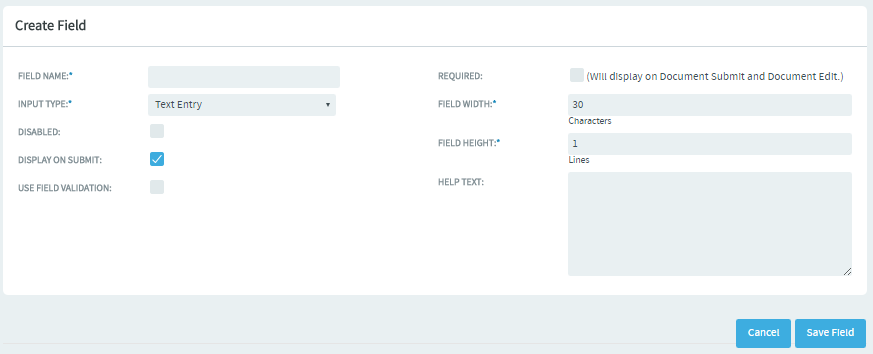 Create Field
FIELD NAME:*
INPUT TYPE:* Text Entry
DISABLED:
DISPLAY ON SUBMIT:
USE FIELD VALIDATION:
REQUIRED: (Will display on Document Submit and Document Edit.)
FIELD WIDTH:* 30
Characters
FIELD HEIGHT:* 1
Lines
HELP TEXT:
Cancel Save Field